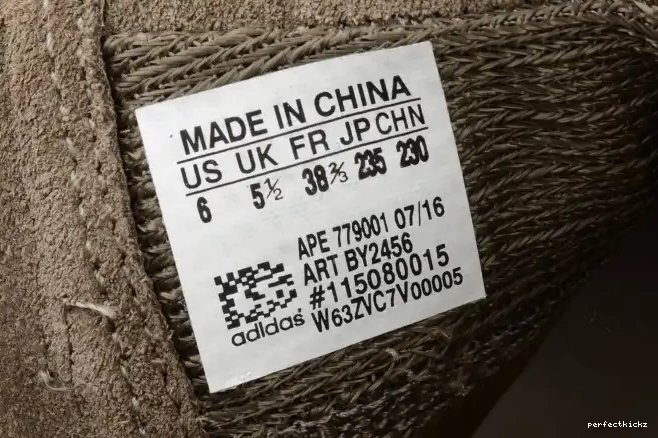 MADE IN CHINA
US UK FR JP CHN
6 5½ 38⅔ 235 230
APE 779001 07/16
ART BY2456
#115080015
adidas W63ZVC7V00005
perfectkickz